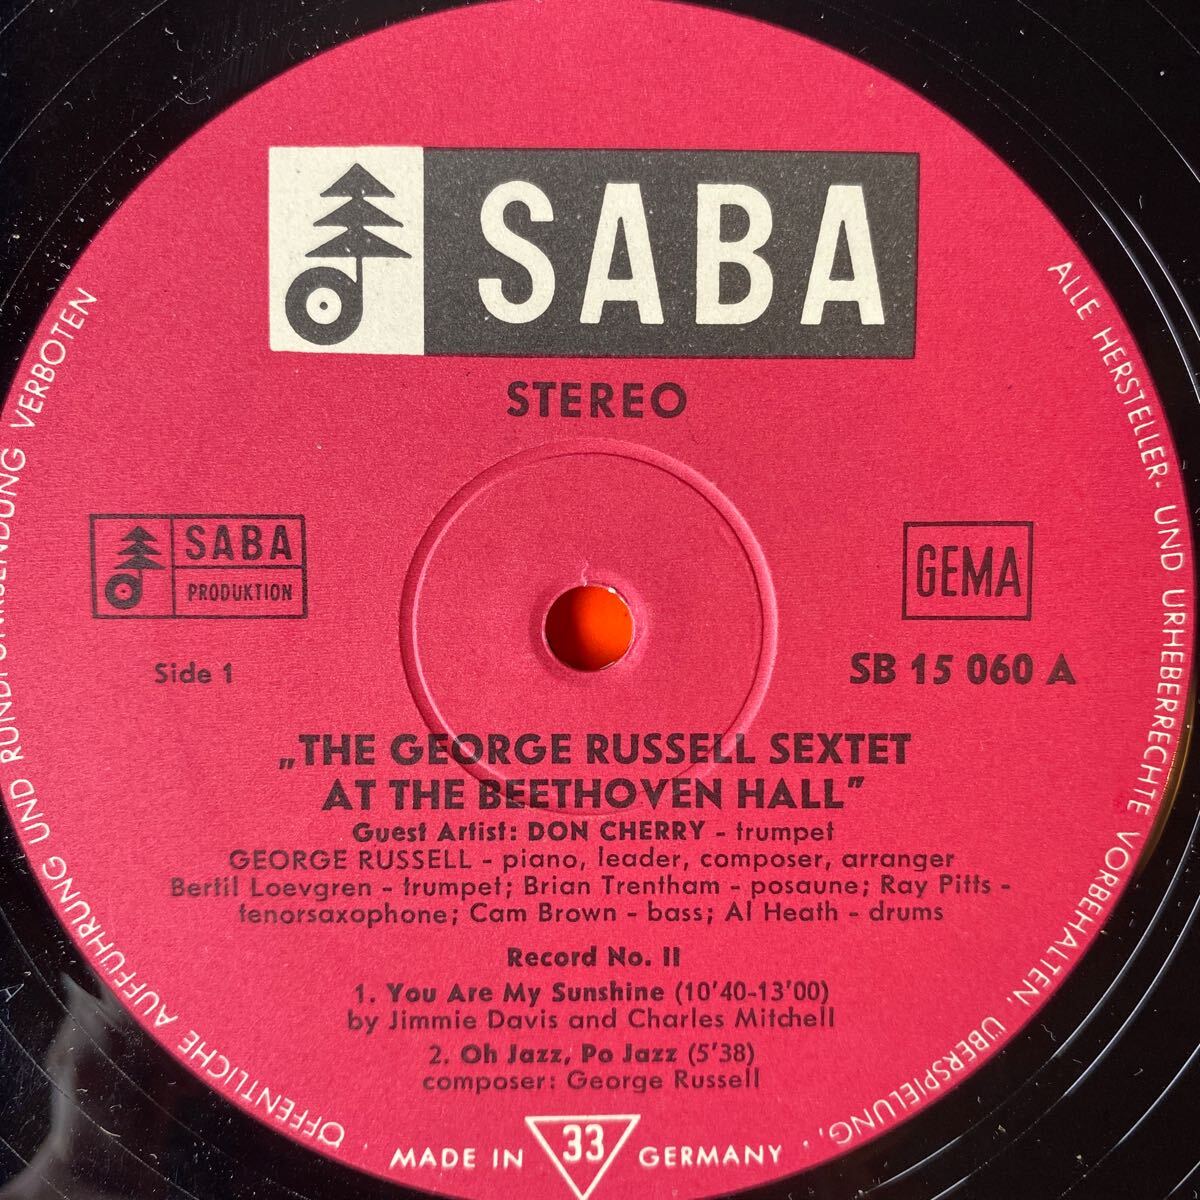 SABA
STEREO
SABA
PRODUKTION
GEMA
Side 1
SB 15 060 A
„THE GEORGE RUSSELL SEXTET
AT THE BEETHOVEN HALL”
Guest Artist: DON CHERRY - trumpet
GEORGE RUSSELL - piano, leader, composer, arranger
Bertil Loevgren - trumpet; Brian Trentham - posaune; Ray Pitts -
tenorsaxophone; Cam Brown - bass; Al Heath - drums
Record No. II
1. You Are My Sunshine (10'40-13'00)
by Jimmie Davis and Charles Mitchell
2. Oh Jazz, Po Jazz (5'38)
composer: George Russell
MADE IN 33 GERMANY
ALLE HERSTELLER- UND URHEBERRECHTE VORBEHALTEN. ÜBERSPIELUNG,
ÖFFENTLICHE AUFFÜHRUNG UND RUNDFUNKSENDUNG VERBOTEN